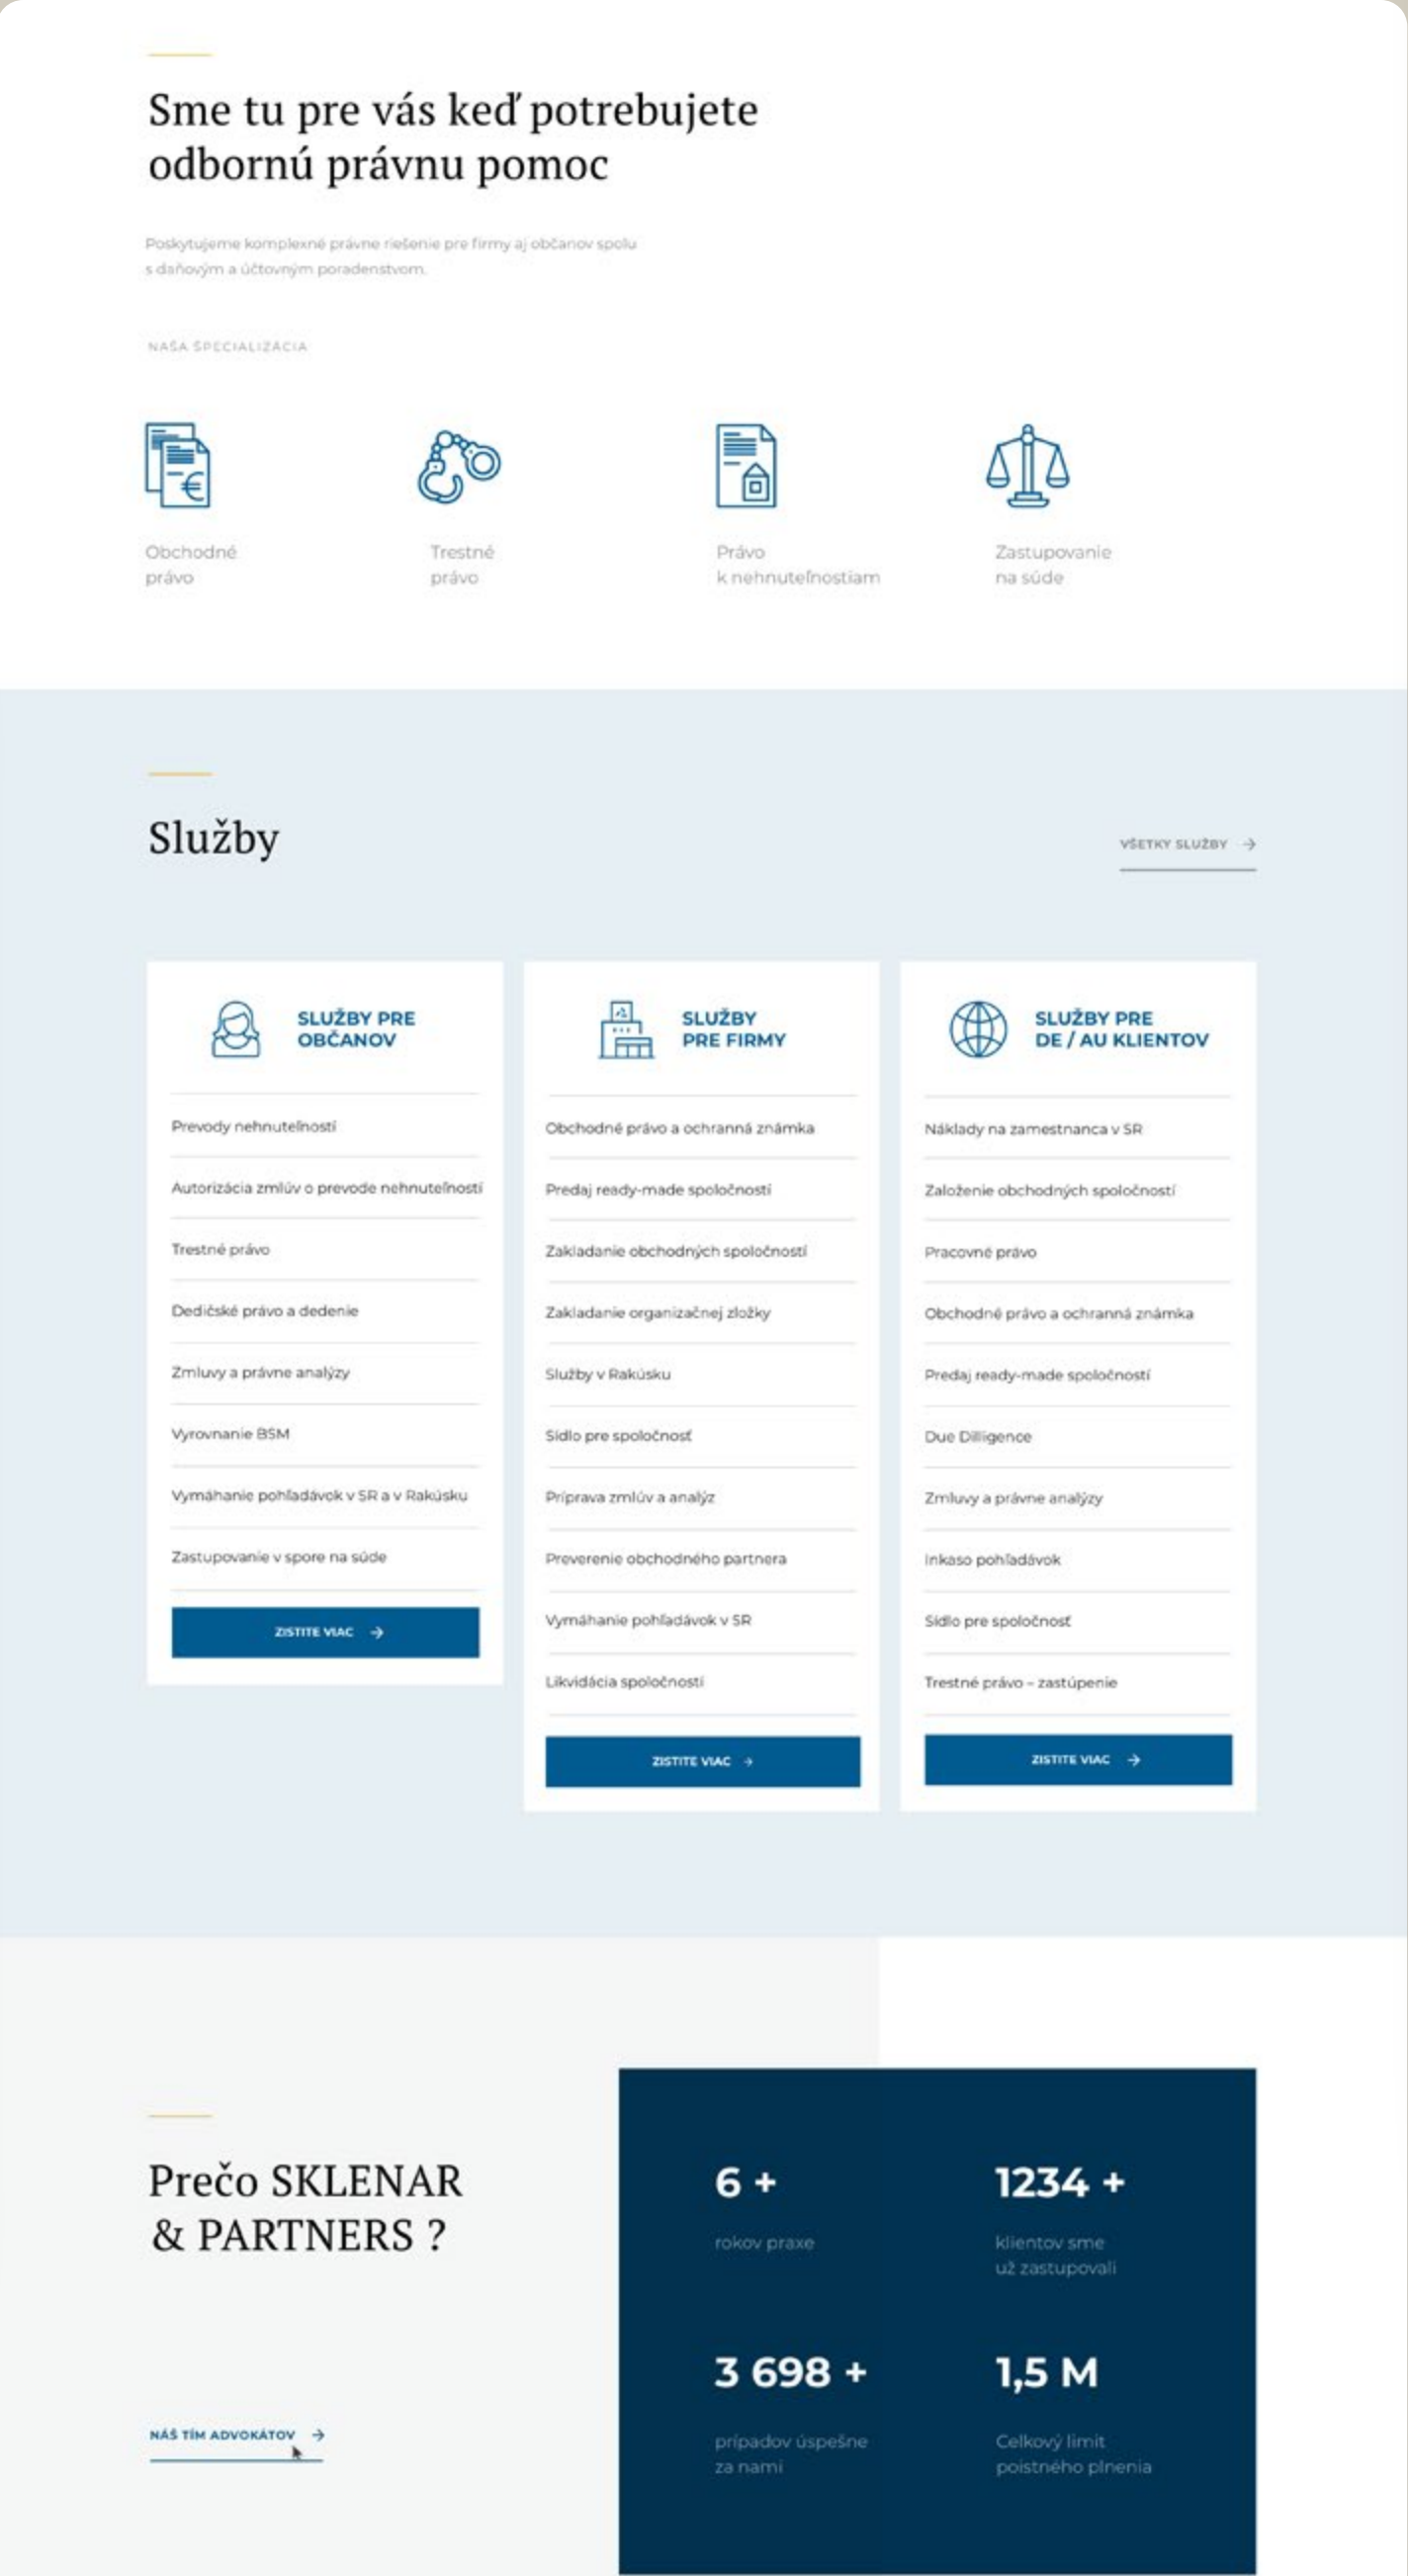 Sme tu pre vás keď potrebujete
odbornú právnu pomoc
Poskytujeme komplexné právne riešenie pre firmy aj občanov spolu
s daňovým a účtovným poradenstvom.
NAŠA ŠPECIALIZÁCIA
Obchodné
právo
Trestné
právo
Právo
k nehnuteľnostiam
Zastupovanie
na súde
Služby
VŠETKY SLUŽBY
SLUŽBY PRE
OBČANOV
Prevody nehnuteľností
Autorizácia zmlúv o prevode nehnuteľností
Trestné právo
Dedičské právo a dedenie
Zmluvy a právne analýzy
Vyrovnanie BSM
Vymáhanie pohľadávok v SR a v Rakúsku
Zastupovanie v spore na súde
ZISTITE VIAC
SLUŽBY
PRE FIRMY
Obchodné právo a ochranná známka
Predaj ready-made spoločností
Zakladanie obchodných spoločností
Zakladanie organizačnej zložky
Služby v Rakúsku
Sídlo pre spoločnosť
Príprava zmlúv a analýz
Preverenie obchodného partnera
Vymáhanie pohľadávok v SR
Likvidácia spoločností
ZISTITE VIAC
SLUŽBY PRE
DE / AU KLIENTOV
Náklady na zamestnanca v SR
Založenie obchodných spoločností
Pracovné právo
Obchodné právo a ochranná známka
Predaj ready-made spoločností
Due Dilligence
Zmluvy a právne analýzy
Inkaso pohľadávok
Sídlo pre spoločnosť
Trestné právo – zastúpenie
ZISTITE VIAC
Prečo SKLENAR
& PARTNERS ?
NÁŠ TÍM ADVOKÁTOV
6 +
rokov praxe
1234 +
klientov sme
už zastupovali
3 698 +
prípadov úspešne
za nami
1,5 M
Celkový limit
poistného plnenia